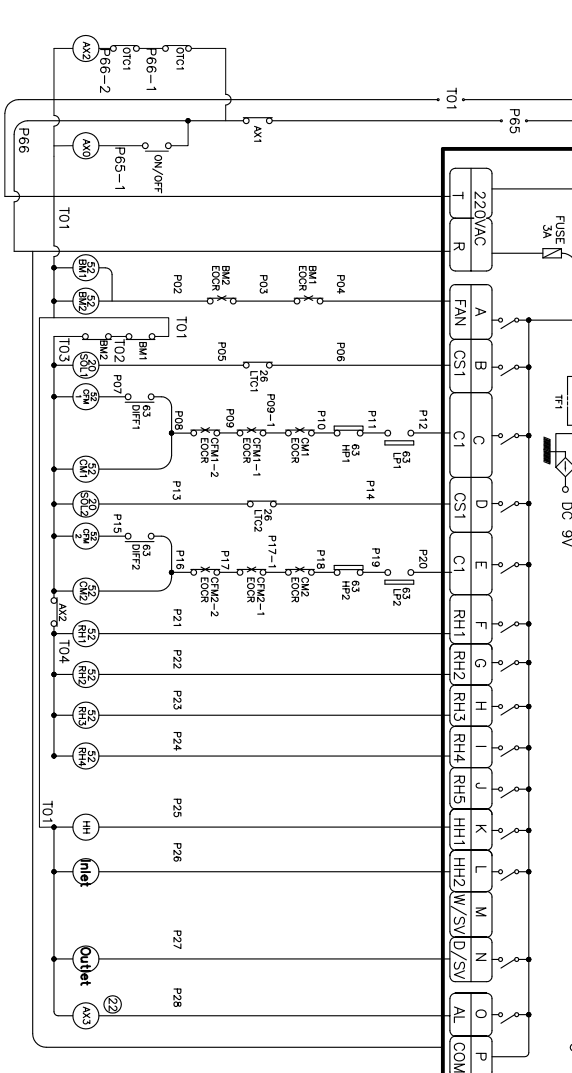 AX2
P66-2
OTC1
P66-1
OTC1
T01
P65
P66
AX0
P65-1
ON/OFF
AX1
T01
T
220VAC
R
FUSE
3A
52
BM1
52
BM2
P02
BM2
EOCR
P03
BM1
EOCR
P04
FAN
A
T01
T03
BM2
T02
BM1
20
SOL1
P05
26
LTC1
P06
CS1
B
TF1
52
CFM
1
P07
63
DIFF1
P08
CFM1-2
EOCR
P09
CFM1-1
EOCR
P09-1
CM1
EOCR
P10
63
HP1
P11
63
LP1
P12
C1
C
52
CM1
20
SOL2
P13
26
LTC2
P14
CS1
D
DC 9V
52
CFM
2
P15
63
DIFF2
P16
CFM2-2
EOCR
P17
CFM2-1
EOCR
P17-1
CM2
EOCR
P18
63
HP2
P19
63
LP2
P20
C1
E
52
CM2
AX2
T04
52
RH1
P21
RH1
F
52
RH2
P22
RH2
G
52
RH3
P23
RH3
H
52
RH4
P24
RH4
I
RH5
J
T01
HH
P25
HH1
K
Inlet
P26
HH2
L
W/SV
M
Outlet
P27
D/SV
N
AX3
22
P28
AL
O
COM
P